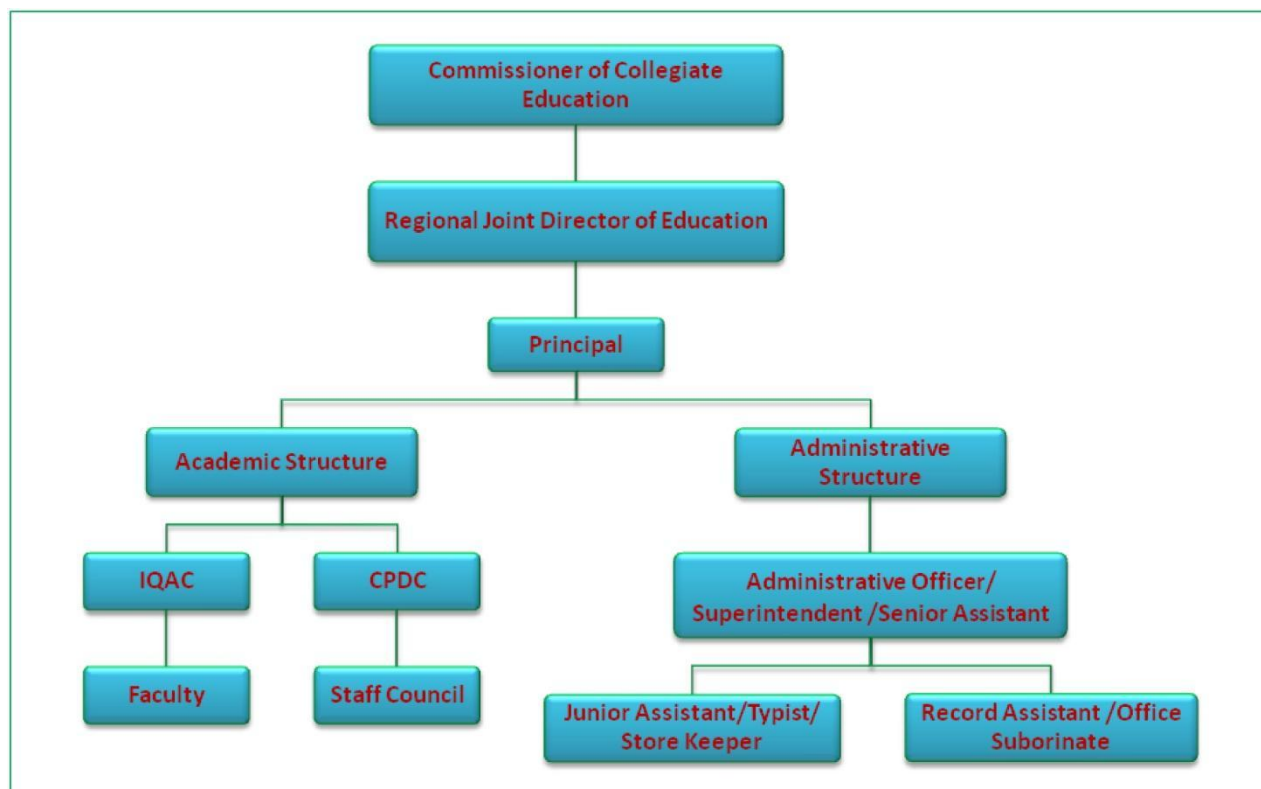 Commissioner of Collegiate
Education
Regional Joint Director of Education
Principal
Academic Structure
Administrative
Structure
IQAC
CPDC
Administrative Officer/
Superintendent /Senior Assistant
Faculty
Staff Council
Junior Assistant/Typist/
Store Keeper
Record Assistant /Office
Suborinate